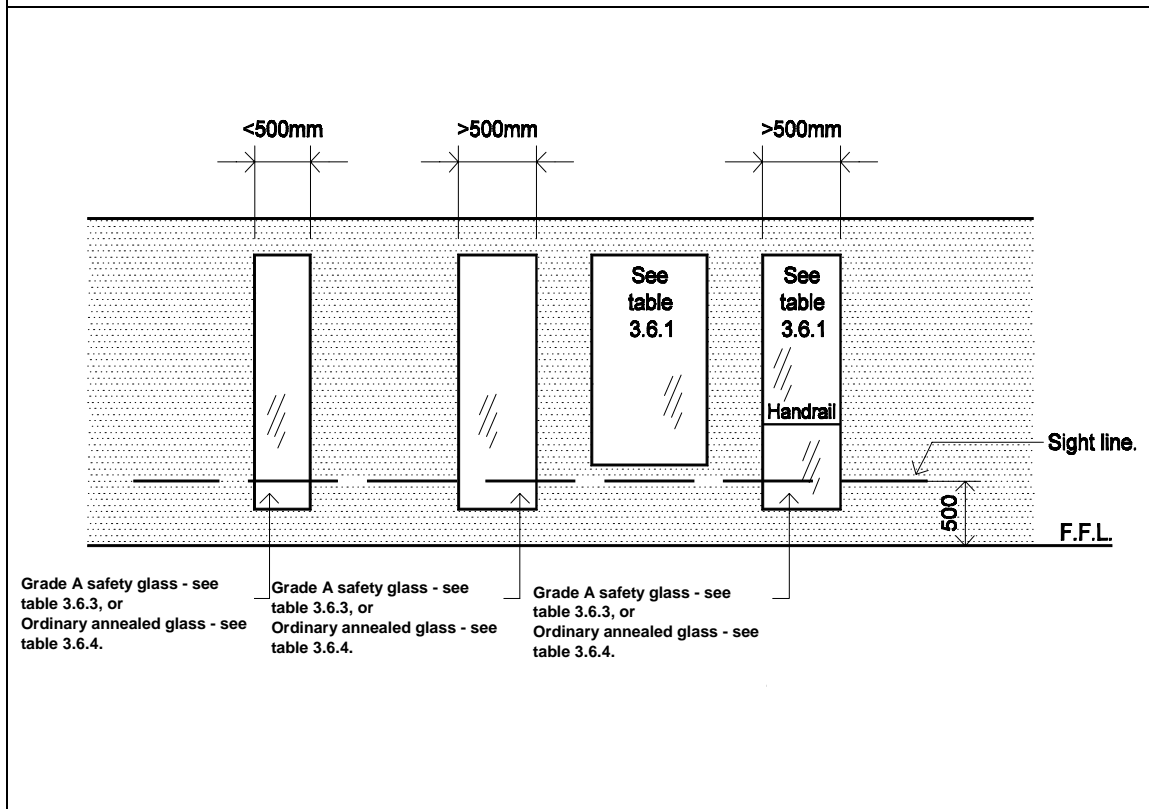 <500mm
>500mm
>500mm
See
table
3.6.1
See
table
3.6.1
Handrail
Sight line.
500
F.F.L.
Grade A safety glass - see
table 3.6.3, or
Ordinary annealed glass - see
table 3.6.4.
Grade A safety glass - see
table 3.6.3, or
Ordinary annealed glass - see
table 3.6.4.
Grade A safety glass - see
table 3.6.3, or
Ordinary annealed glass - see
table 3.6.4.